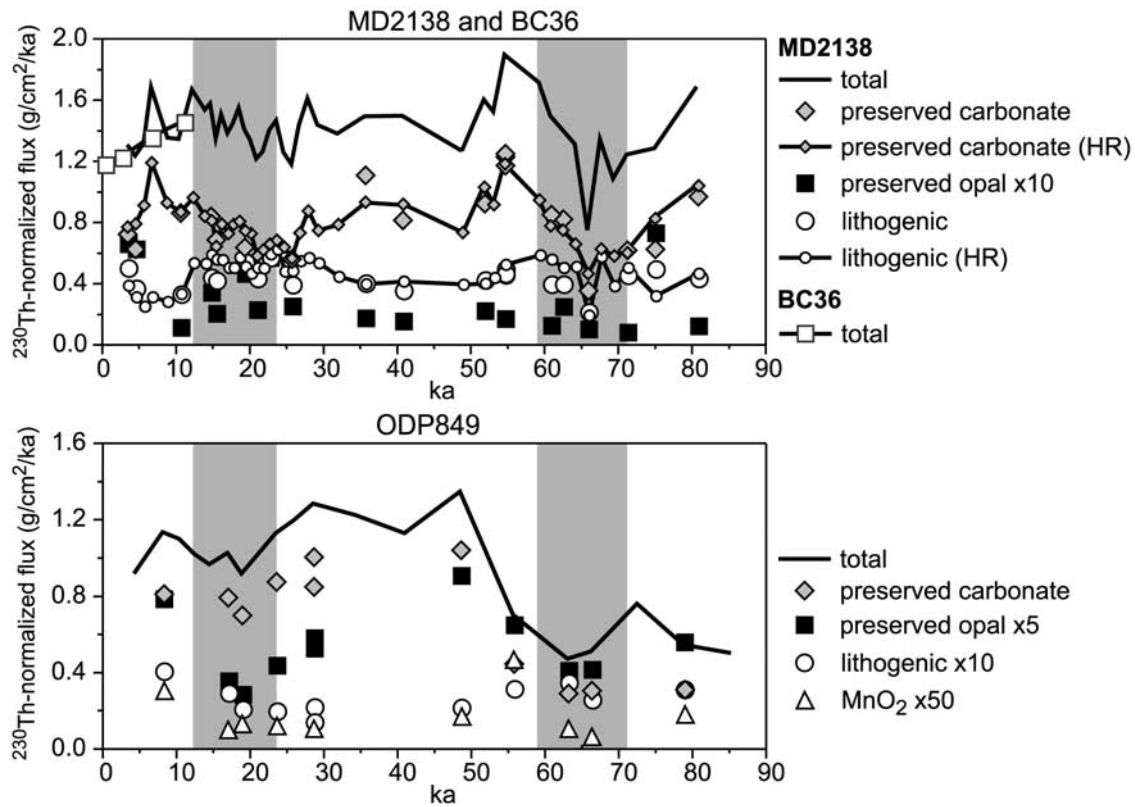 MD2138 and BC36
²³⁰Th-normalized flux (g/cm²/ka)
2.0
1.6
1.2
0.8
0.4
0.0
0 10 20 30 40 50 60 70 80 90
ka
MD2138
total
preserved carbonate
preserved carbonate (HR)
preserved opal x10
lithogenic
lithogenic (HR)
BC36
total
ODP849
²³⁰Th-normalized flux (g/cm²/ka)
1.6
1.2
0.8
0.4
0.0
0 10 20 30 40 50 60 70 80 90
ka
total
preserved carbonate
preserved opal x5
lithogenic x10
MnO₂ x50